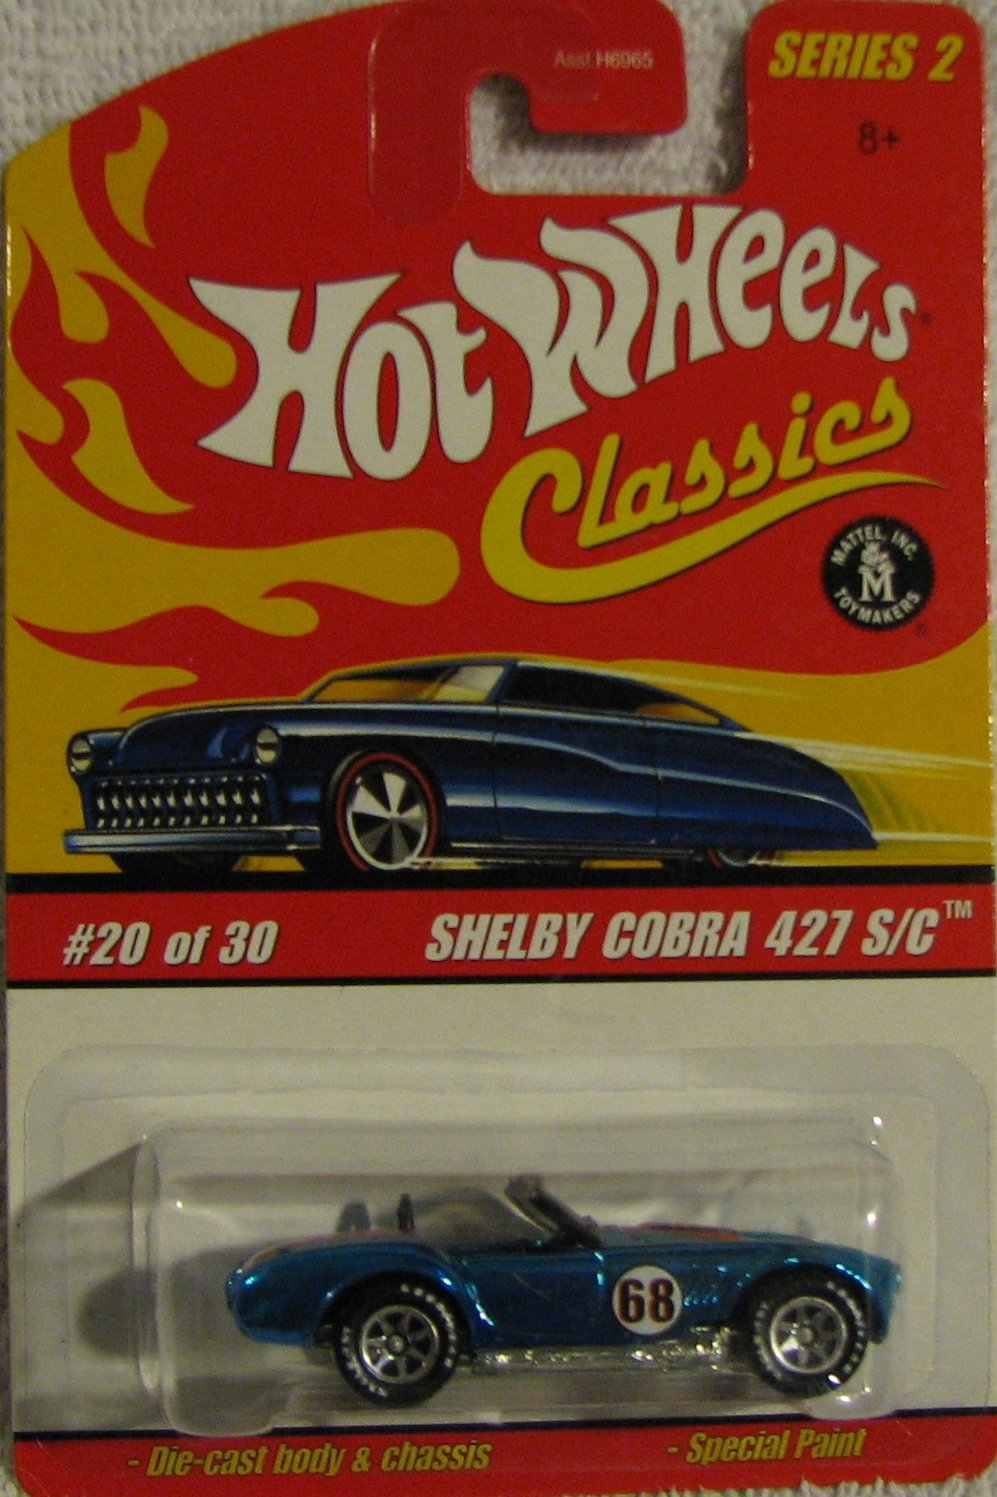 Asst H6965
SERIES 2
8+
Hot Wheels®
Classics
MATTEL, INC.
M
TOYMAKERS
®
#20 of 30 SHELBY COBRA 427 S/C™
68
- Die-cast body & chassis - Special Paint